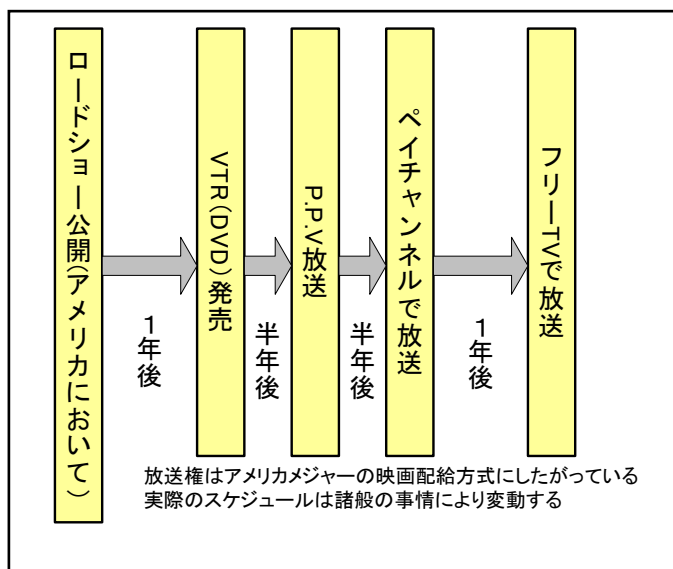 ロードショー公開(アメリカにおいて)
1年後
VTR(DVD)発売
半年後
P.P.V放送
半年後
ペイチャンネルで放送
1年後
フリーTVで放送
放送権はアメリカメジャーの映画配給方式にしたがっている
実際のスケジュールは諸般の事情により変動する